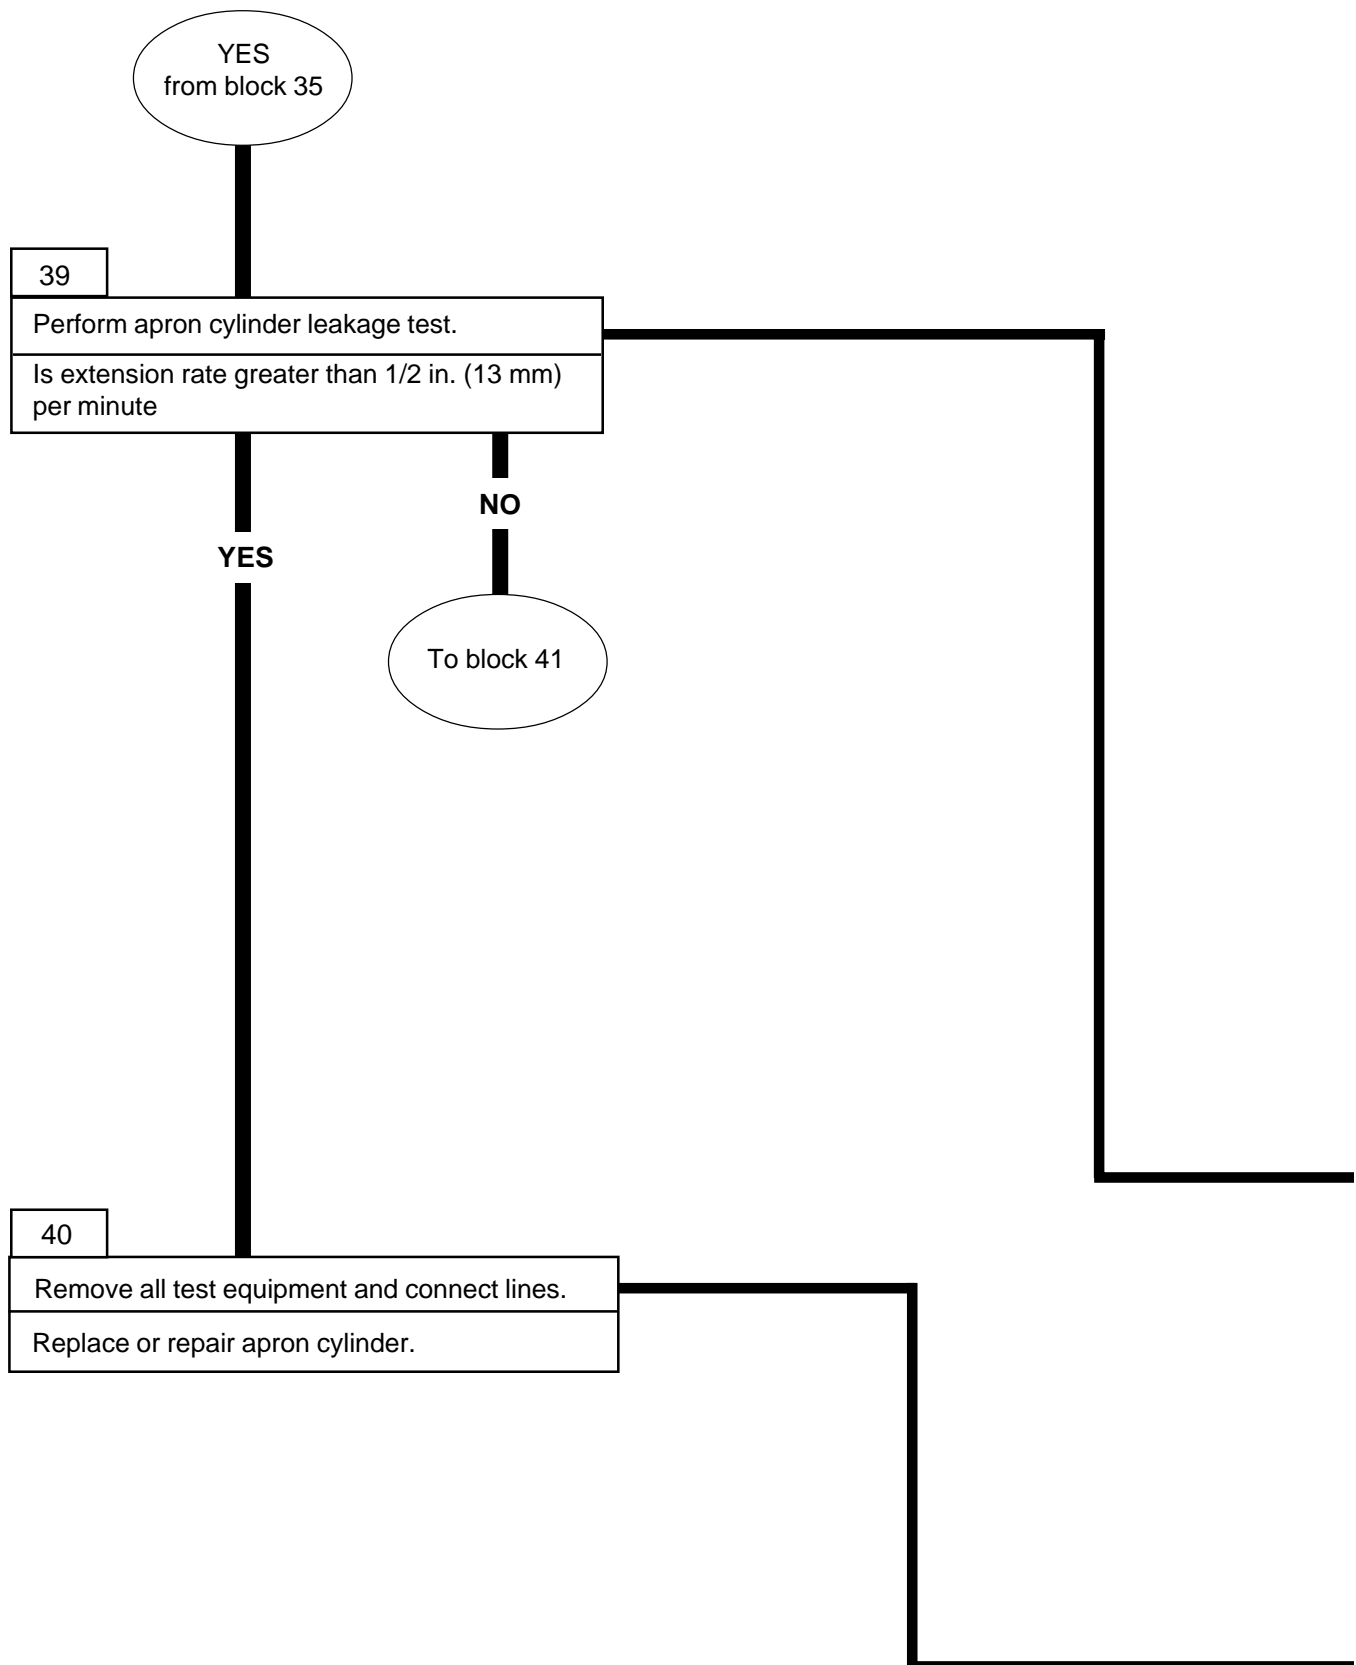 YES
from block 35
39
Perform apron cylinder leakage test.
Is extension rate greater than 1/2 in. (13 mm)
per minute
NO
YES
To block 41
40
Remove all test equipment and connect lines.
Replace or repair apron cylinder.